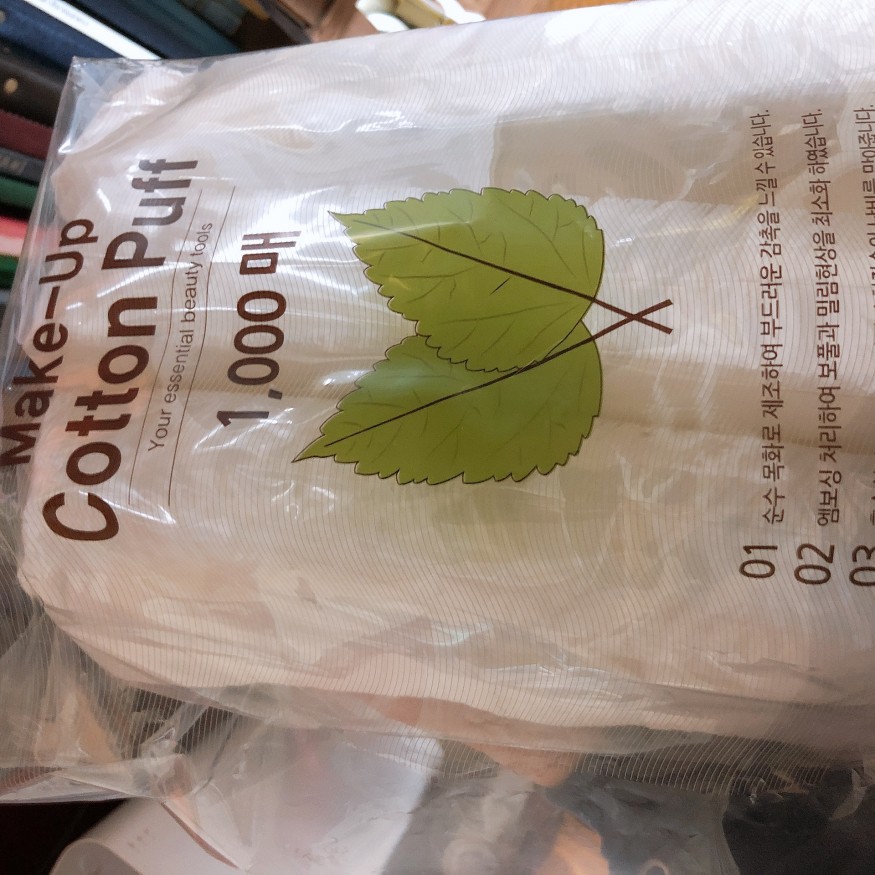 Make-Up
Cotton Puff
Your essential beauty tools
1,000 매
01 순수 목화로 제조하여 부드러운 감촉을 느낄 수 있습니다.
02 엠보싱 처리하여 보풀과 밀림현상을 최소화 하였습니다.
03